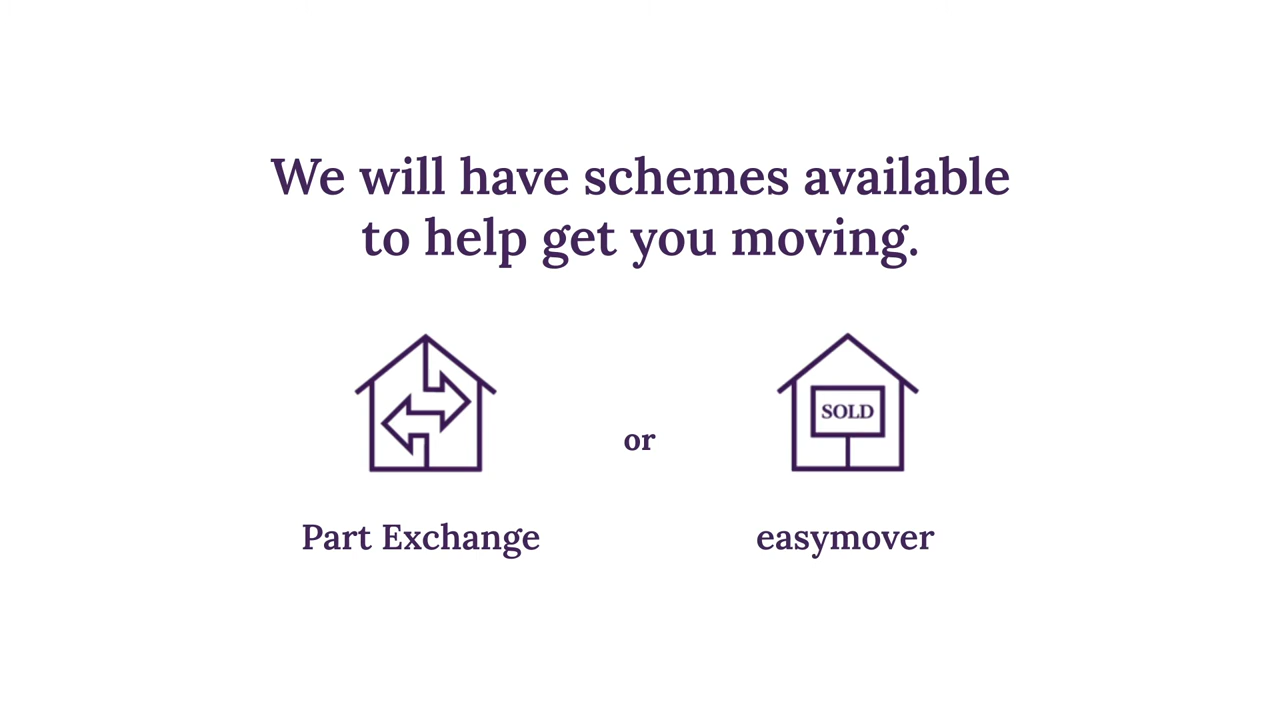 We will have schemes available
to help get you moving.
SOLD
or
Part Exchange
easymover